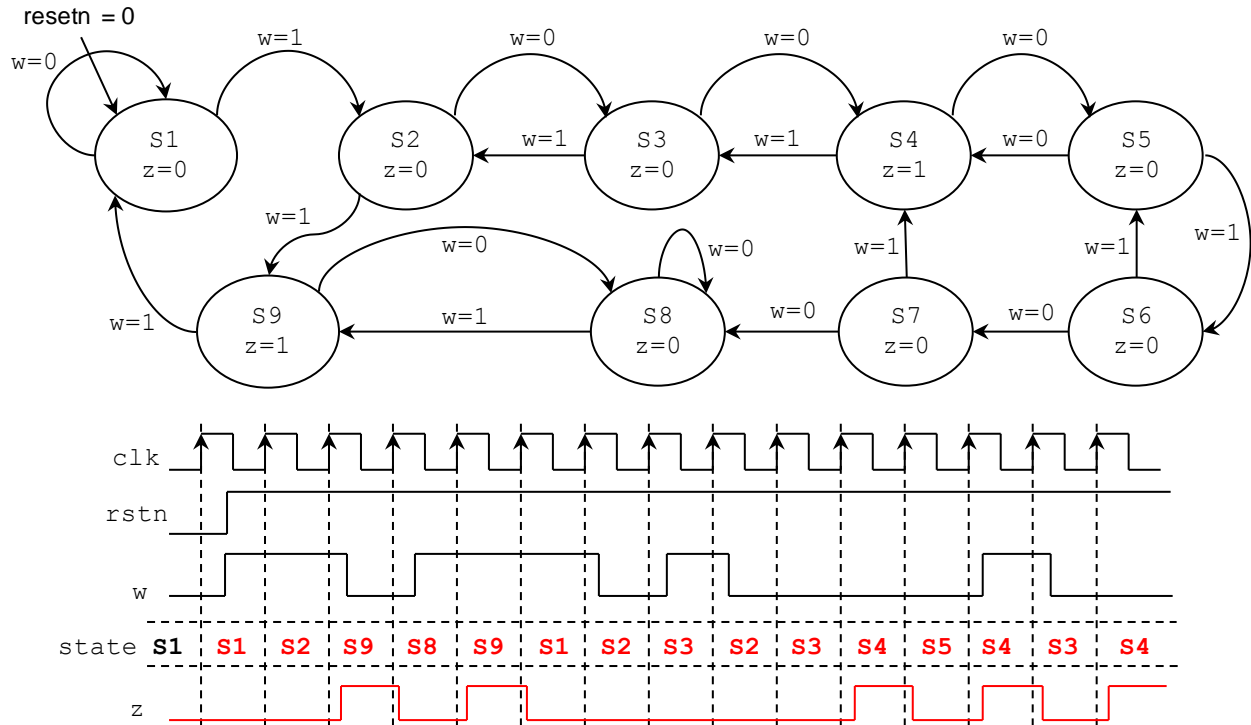 resetn = 0
w=0
w=1
w=0
w=0
w=0
S1
z=0
S2
z=0
w=1
S3
z=0
w=1
S4
z=1
w=0
S5
z=0
w=1
w=0
w=0
w=1
w=1
w=1
w=1
S9
z=1
w=1
S8
z=0
w=0
S7
z=0
w=0
S6
z=0
clk
rstn
w
state S1 S1 S2 S9 S8 S9 S1 S2 S3 S2 S3 S4 S5 S4 S3 S4
z